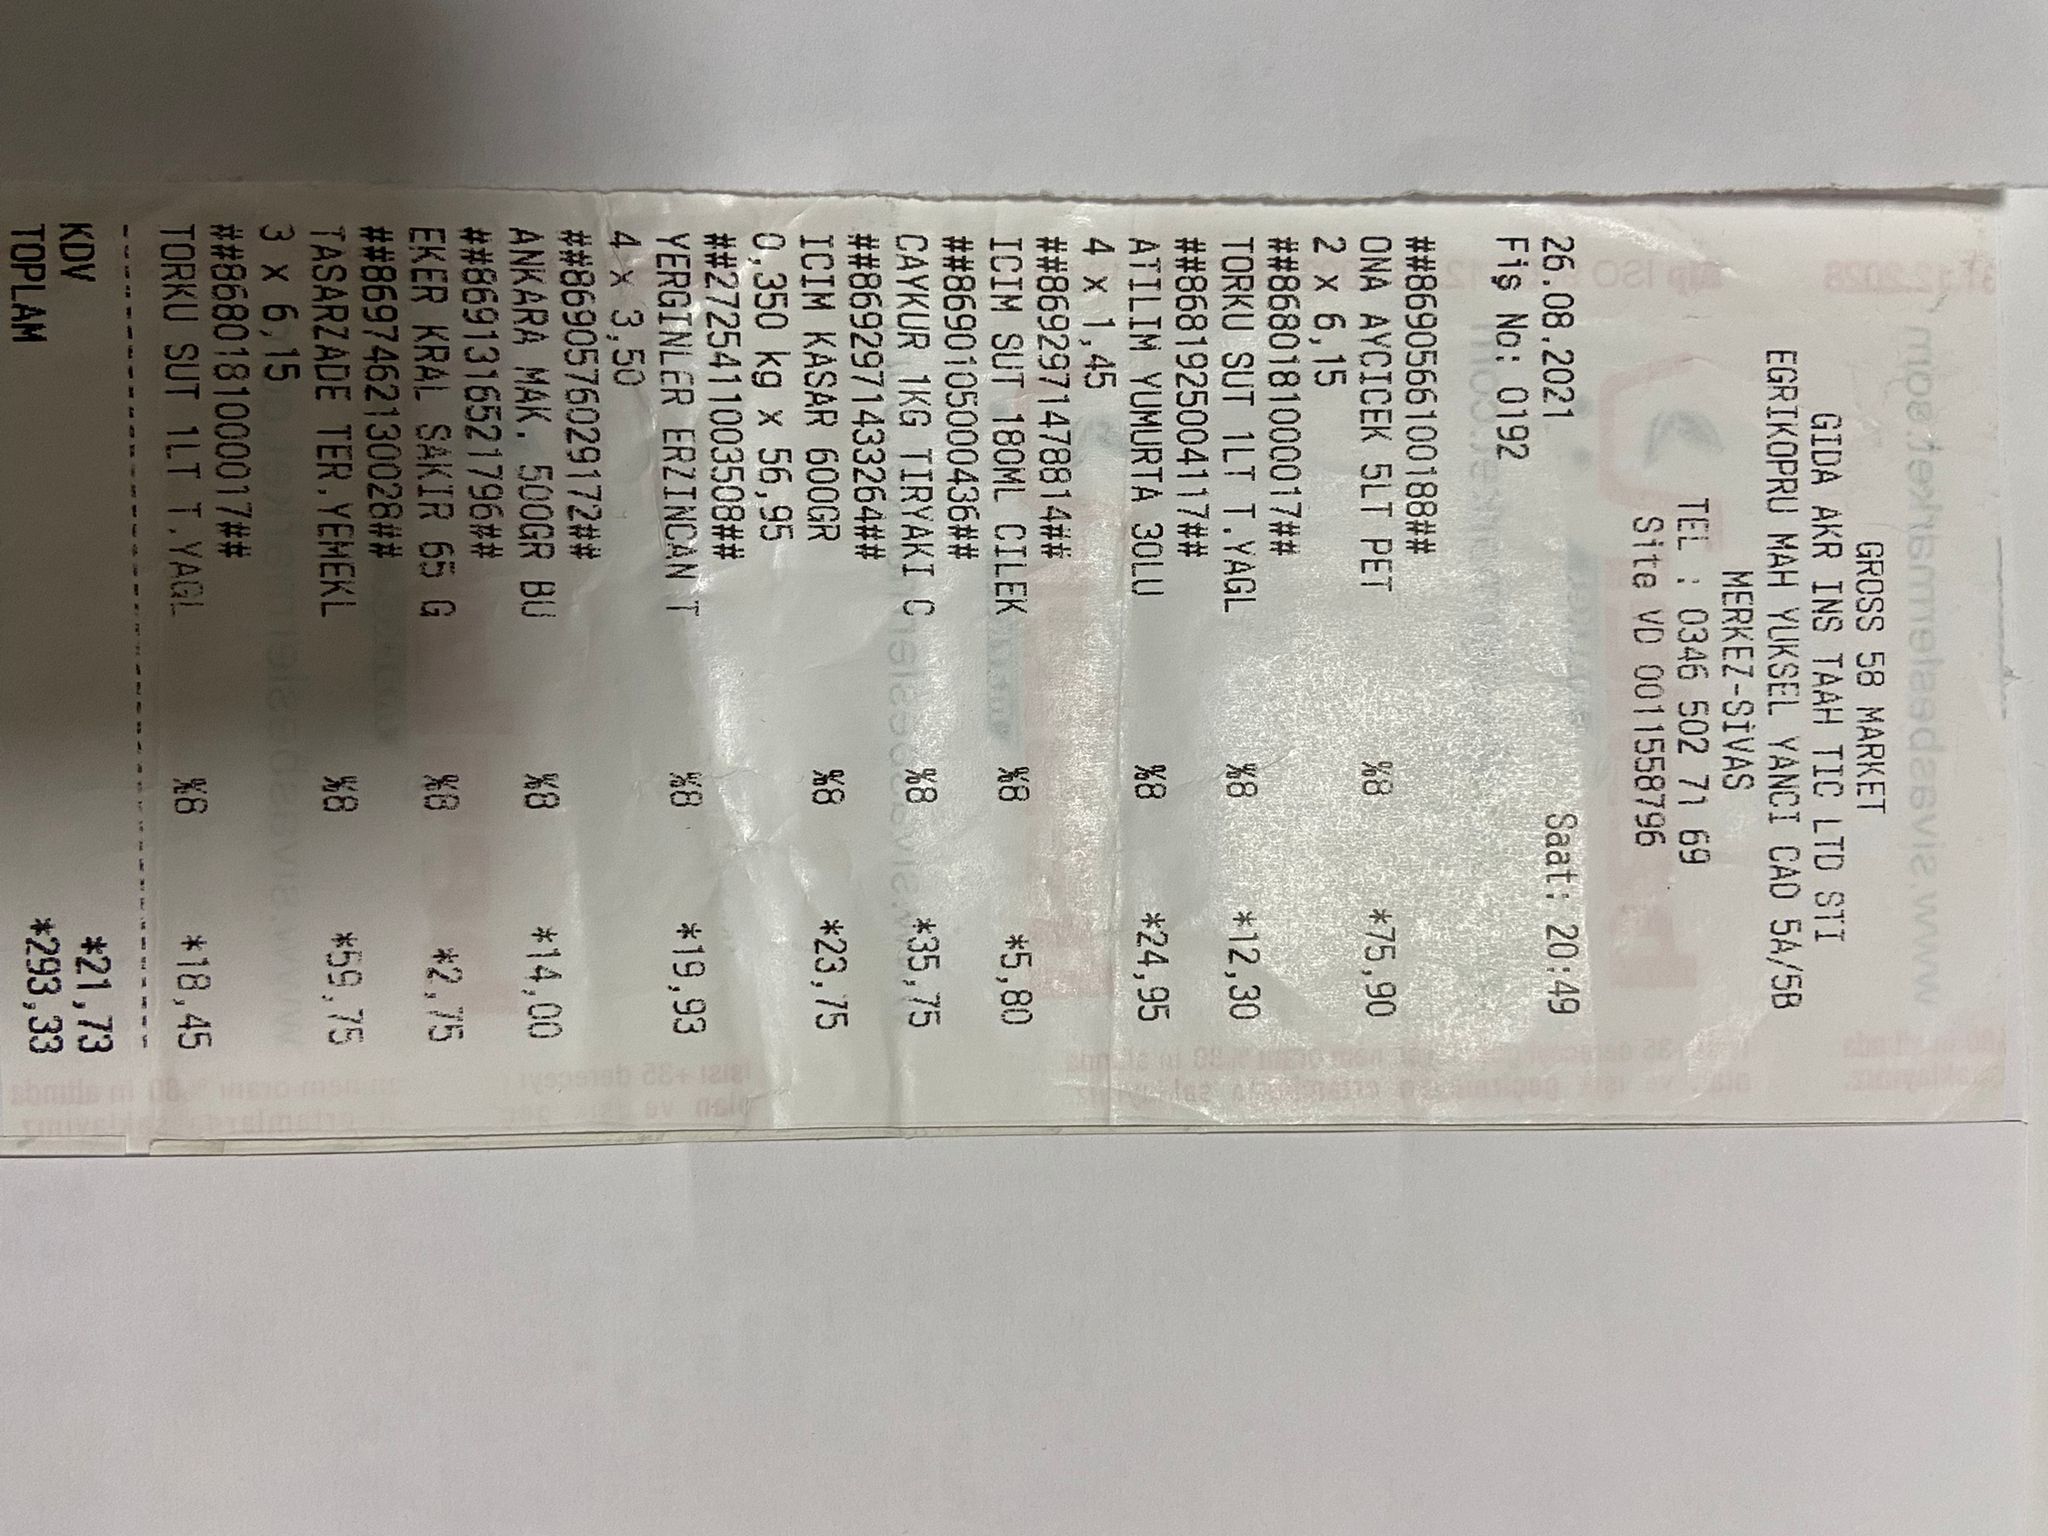 GROSS 58 MARKET
GIDA AKR INS TAAH TIC LTD STI
EGRIKOPRU MAH YUKSEL YANCI CAD 5A/5B
MERKEZ-SİVAS
TEL : 0346 502 71 69
Site VD 0011558796
26.08.2021 Saat: 20:49
Fiş No: 0192
##8690566100188##
ONA AYCICEK 5LT PET %8 *75,90
2 x 6,15
##8680181000017##
TORKU SUT 1LT T.YAGL %8 *12,30
##8681925004117##
ATILIM YUMURTA 30LU %8 *24,95
4 x 1,45
##8692971478814##
ICIM SUT 180ML CILEK %8 *5,80
##8690105000436##
CAYKUR 1KG TIRYAKI C %8 *35,75
##8692971433264##
ICIM KASAR 600GR %8 *23,75
0,350 kg x 56,95
##2725411003508##
YERGINLER ERZINCAN T %8 *19,93
4 x 3,50
##8690576029172##
ANKARA MAK. 500GR BU %8 *14,00
##8691316521796##
EKER KRAL SAKIR 65 G %8 *2,75
##8697462130028##
TASARZADE TER.YEMEKL %8 *59,75
3 x 6,15
##8680181000017##
TORKU SUT 1LT T.YAGL %8 *18,45
KDV *21,73
TOPLAM *293,33